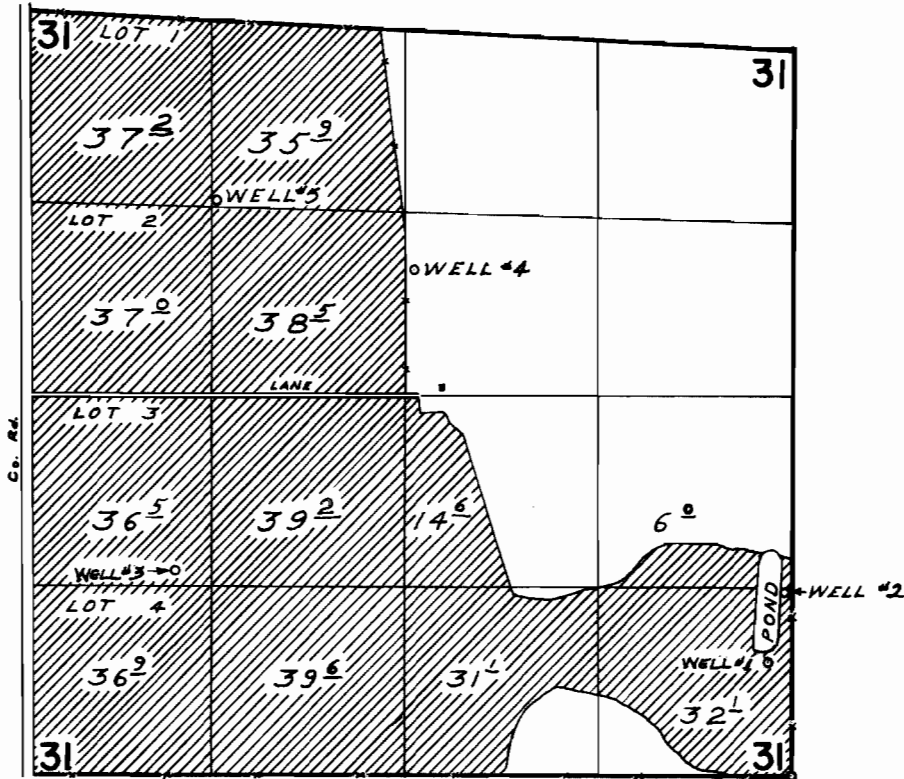 31 LOT 1
31
37 2
35 9
WELL #5
LOT 2
WELL #4
37 0
38 5
LANE
LOT 3
Co. Rd.
36 5
39 2
14 6
6 0
WELL #3
WELL #2
LOT 4
POND
WELL #1
36 9
39 6
31 1
32 1
31
31